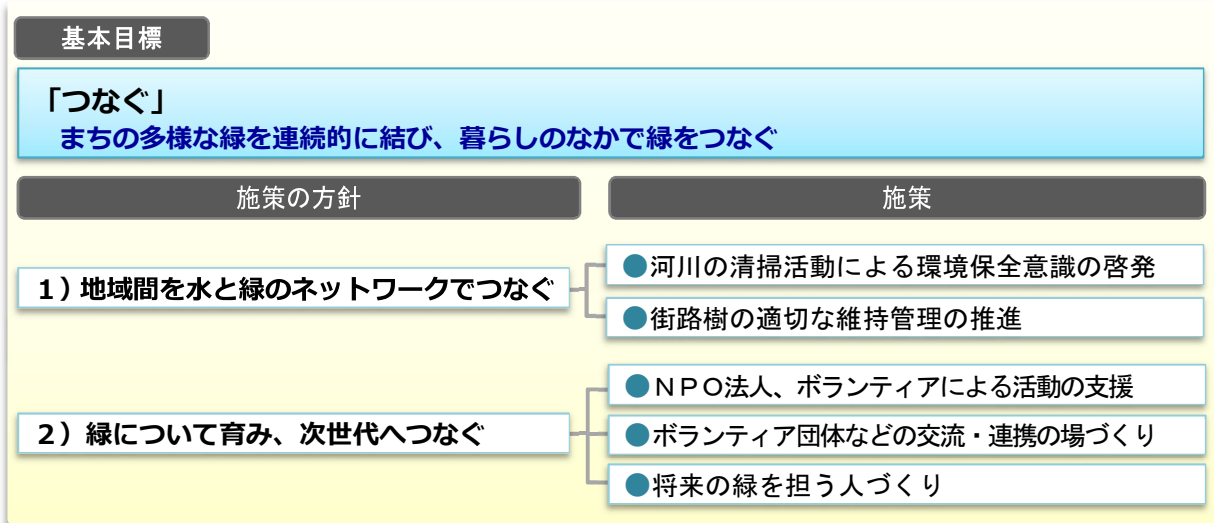 基本目標
「つなぐ」
まちの多様な緑を連続的に結び、暮らしのなかで緑をつなぐ
施策の方針
施策
1）地域間を水と緑のネットワークでつなぐ
●河川の清掃活動による環境保全意識の啓発
●街路樹の適切な維持管理の推進
2）緑について育み、次世代へつなぐ
●ＮＰＯ法人、ボランティアによる活動の支援
●ボランティア団体などの交流・連携の場づくり
●将来の緑を担う人づくり